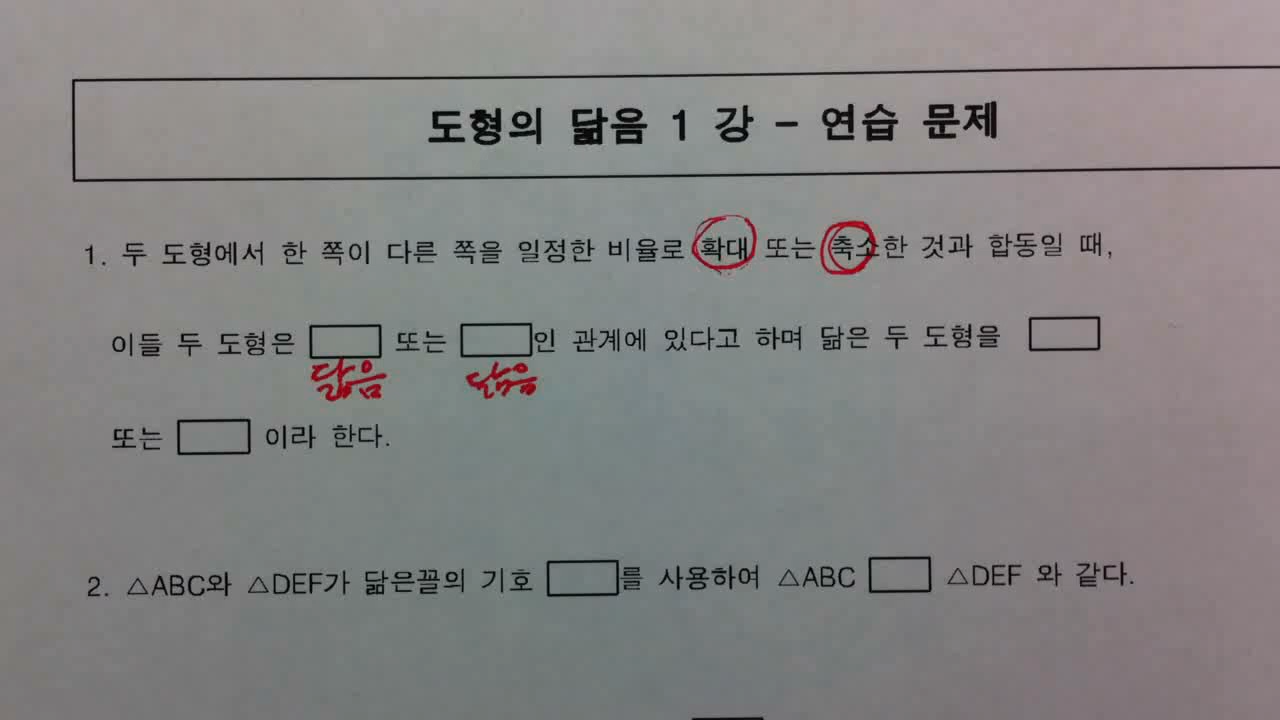 도형의 닮음 1 강 - 연습 문제
1. 두 도형에서 한 쪽이 다른 쪽을 일정한 비율로 확대 또는 축소한 것과 합동일 때,
이들 두 도형은 또는 인 관계에 있다고 하며 닮은 두 도형을
닮음 닮음
또는 이라 한다.
2. △ABC와 △DEF가 닮은꼴의 기호 를 사용하여 △ABC △DEF 와 같다.